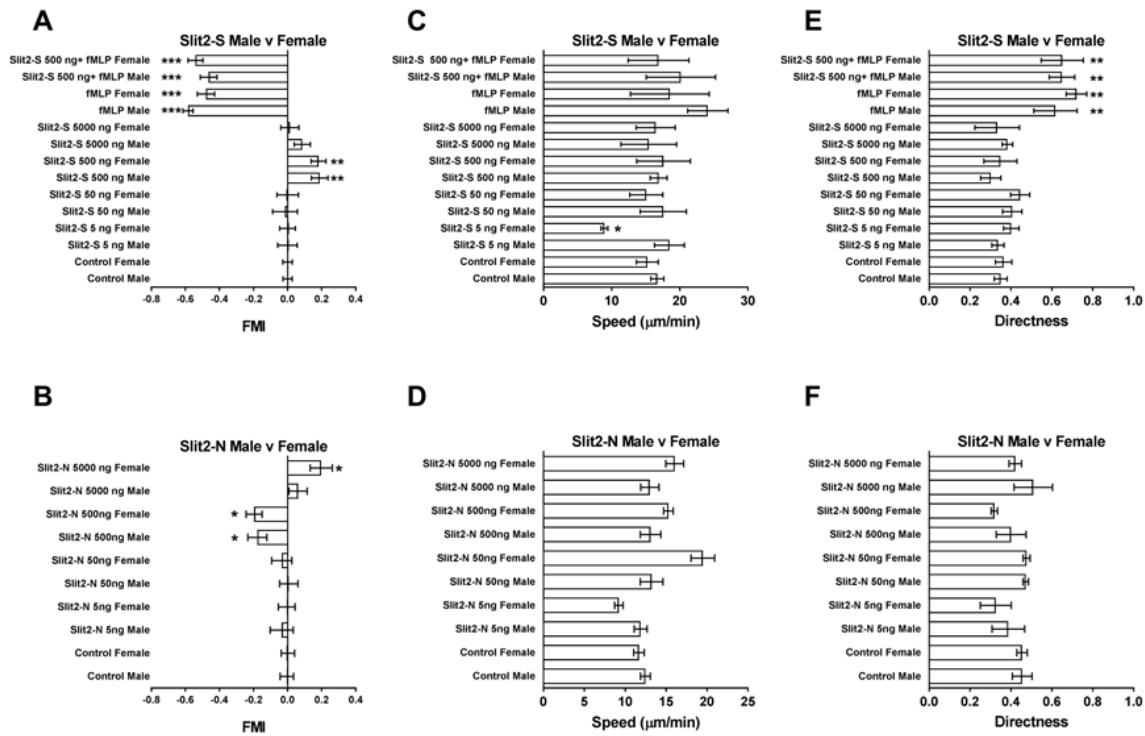 A
Slit2-S Male v Female
Slit2-S 500 ng+ fMLP Female
Slit2-S 500 ng+ fMLP Male
fMLP Female
fMLP Male
Slit2-S 5000 ng Female
Slit2-S 5000 ng Male
Slit2-S 500 ng Female
Slit2-S 500 ng Male
Slit2-S 50 ng Female
Slit2-S 50 ng Male
Slit2-S 5 ng Female
Slit2-S 5 ng Male
Control Female
Control Male
***
***
***
***
**
**
-0.8 -0.6 -0.4 -0.2 0.0 0.2 0.4
FMI
C
Slit2-S Male v Female
Slit2-S 500 ng+ fMLP Female
Slit2-S 500 ng+ fMLP Male
fMLP Female
fMLP Male
Slit2-S 5000 ng Female
Slit2-S 5000 ng Male
Slit2-S 500 ng Female
Slit2-S 500 ng Male
Slit2-S 50 ng Female
Slit2-S 50 ng Male
Slit2-S 5 ng Female
Slit2-S 5 ng Male
Control Female
Control Male
*
0 10 20 30
Speed (µm/min)
E
Slit2-S Male v Female
Slit2-S 500 ng+ fMLP Female
Slit2-S 500 ng+ fMLP Male
fMLP Female
fMLP Male
Slit2-S 5000 ng Female
Slit2-S 5000 ng Male
Slit2-S 500 ng Female
Slit2-S 500 ng Male
Slit2-S 50 ng Female
Slit2-S 50 ng Male
Slit2-S 5 ng Female
Slit2-S 5 ng Male
Control Female
Control Male
**
**
**
**
0.0 0.2 0.4 0.6 0.8 1.0
Directness
B
Slit2-N Male v Female
Slit2-N 5000 ng Female
Slit2-N 5000 ng Male
Slit2-N 500ng Female
Slit2-N 500ng Male
Slit2-N 50ng Female
Slit2-N 50ng Male
Slit2-N 5ng Female
Slit2-N 5ng Male
Control Female
Control Male
*
*
*
-0.8 -0.6 -0.4 -0.2 0.0 0.2 0.4
FMI
D
Slit2-N Male v Female
Slit2-N 5000 ng Female
Slit2-N 5000 ng Male
Slit2-N 500ng Female
Slit2-N 500ng Male
Slit2-N 50ng Female
Slit2-N 50ng Male
Slit2-N 5ng Female
Slit2-N 5ng Male
Control Female
Control Male
0 5 10 15 20 25
Speed (µm/min)
F
Slit2-N Male v Female
Slit2-N 5000 ng Female
Slit2-N 5000 ng Male
Slit2-N 500ng Female
Slit2-N 500ng Male
Slit2-N 50ng Female
Slit2-N 50ng Male
Slit2-N 5ng Female
Slit2-N 5ng Male
Control Female
Control Male
0.0 0.2 0.4 0.6 0.8 1.0
Directness